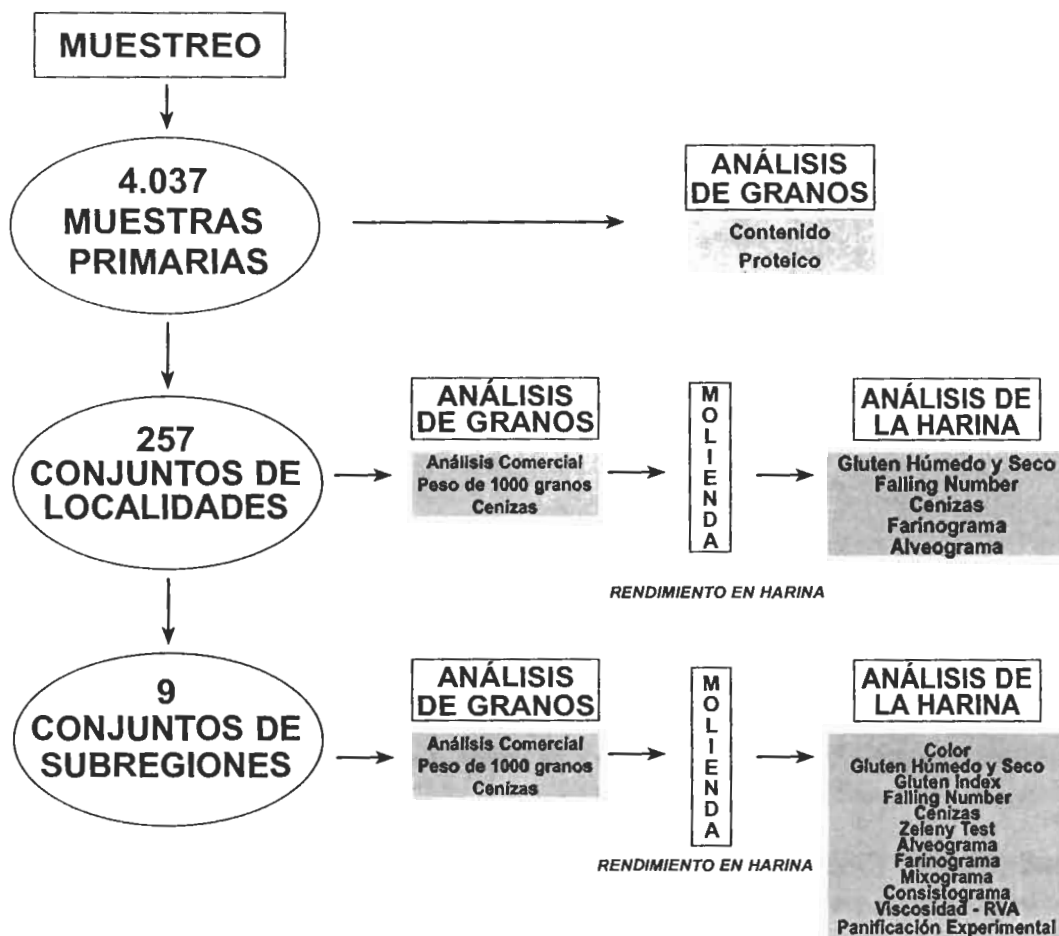 MUESTREO
4.037
MUESTRAS
PRIMARIAS
ANÁLISIS
DE GRANOS
Contenido
Proteico
257
CONJUNTOS DE
LOCALIDADES
ANÁLISIS
DE GRANOS
Análisis Comercial
Peso de 1000 granos
Cenizas
MOLIENDA
RENDIMIENTO EN HARINA
ANÁLISIS DE
LA HARINA
Gluten Húmedo y Seco
Falling Number
Cenizas
Farinograma
Alveograma
9
CONJUNTOS DE
SUBREGIONES
ANÁLISIS
DE GRANOS
Análisis Comercial
Peso de 1000 granos
Cenizas
MOLIENDA
RENDIMIENTO EN HARINA
ANÁLISIS DE
LA HARINA
Color
Gluten Húmedo y Seco
Gluten Index
Falling Number
Cenizas
Zeleny Test
Alveograma
Farinograma
Mixograma
Consistograma
Viscosidad - RVA
Panificación Experimental